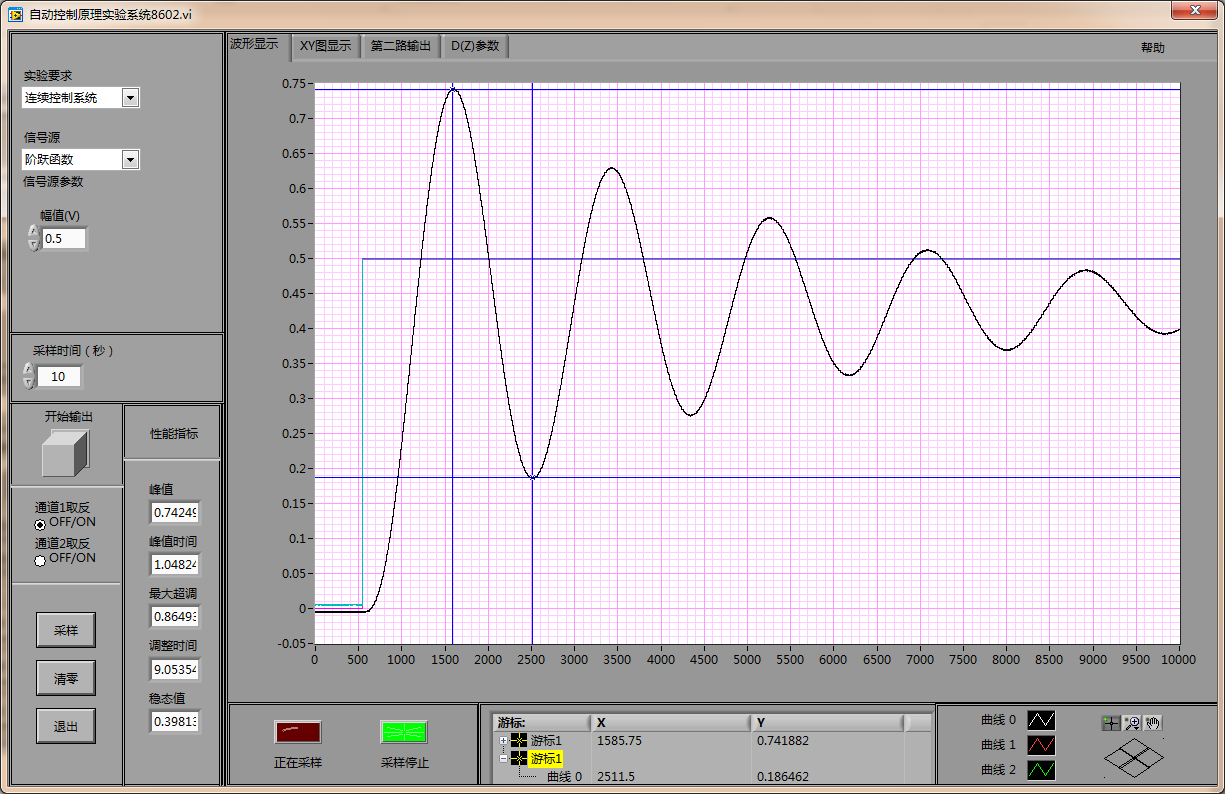 自动控制原理实验系统8602.vi
波形显示 XY图显示 第二路输出 D(Z)参数 帮助
实验要求
连续控制系统
信号源
阶跃函数
信号源参数
幅值(V)
0.5
采样时间（秒）
10
开始输出
通道1取反
OFF/ON
通道2取反
OFF/ON
采样
清零
退出
性能指标
峰值
0.74249
峰值时间
1.04824
最大超调
0.86493
调整时间
9.05354
稳态值
0.39813
0.75
0.7
0.65
0.6
0.55
0.5
0.45
0.4
0.35
0.3
0.25
0.2
0.15
0.1
0.05
0
-0.05
0 500 1000 1500 2000 2500 3000 3500 4000 4500 5000 5500 6000 6500 7000 7500 8000 8500 9000 9500 10000
正在采样 采样停止
游标: X Y
游标1 1585.75 0.741882
游标1
曲线 0 2511.5 0.186462
曲线 0
曲线 1
曲线 2